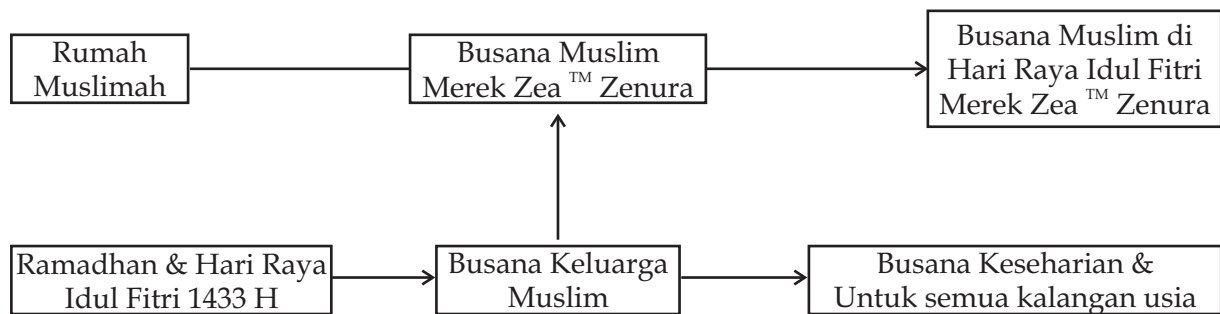 Rumah
Muslimah
Busana Muslim
Merek Zea ™ Zenura
Busana Muslim di
Hari Raya Idul Fitri
Merek Zea ™ Zenura
Ramadhan & Hari Raya
Idul Fitri 1433 H
Busana Keluarga
Muslim
Busana Keseharian &
Untuk semua kalangan usia